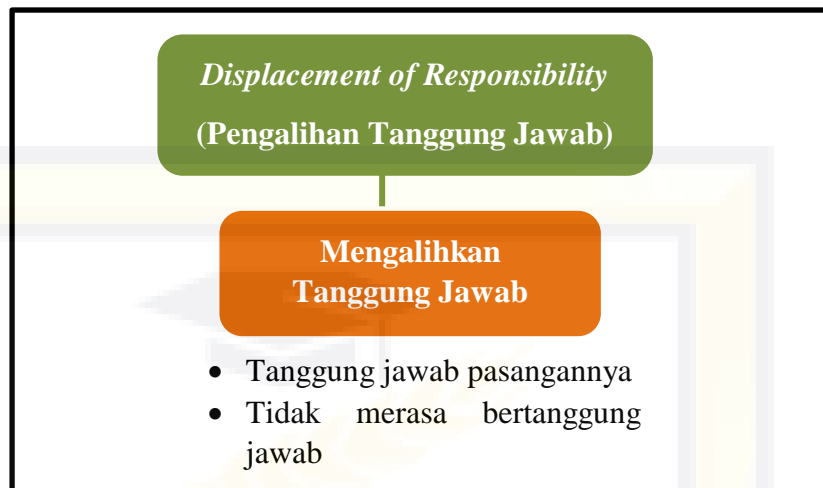 Displacement of Responsibility
(Pengalihan Tanggung Jawab)
Mengalihkan
Tanggung Jawab
• Tanggung jawab pasangannya
• Tidak merasa bertanggung
jawab